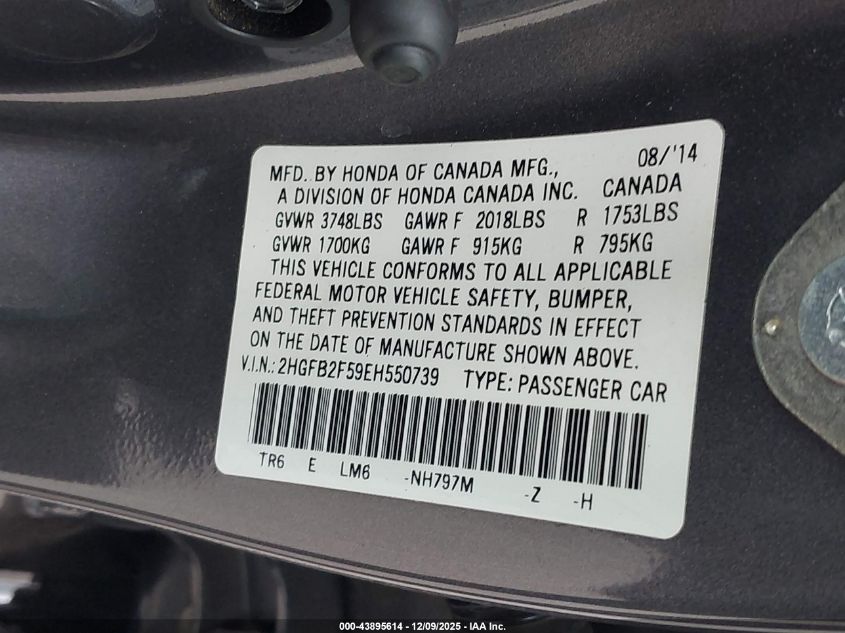 MFD. BY HONDA OF CANADA MFG., 08/'14
A DIVISION OF HONDA CANADA INC. CANADA
GVWR 3748LBS GAWR F 2018LBS R 1753LBS
GVWR 1700KG GAWR F 915KG R 795KG
THIS VEHICLE CONFORMS TO ALL APPLICABLE
FEDERAL MOTOR VEHICLE SAFETY, BUMPER,
AND THEFT PREVENTION STANDARDS IN EFFECT
ON THE DATE OF MANUFACTURE SHOWN ABOVE.
V.I.N.: 2HGFB2F59EH550739 TYPE: PASSENGER CAR
TR6 E LM6 -NH797M -Z -H
000-43895614 - 12/09/2025 - IAA Inc.